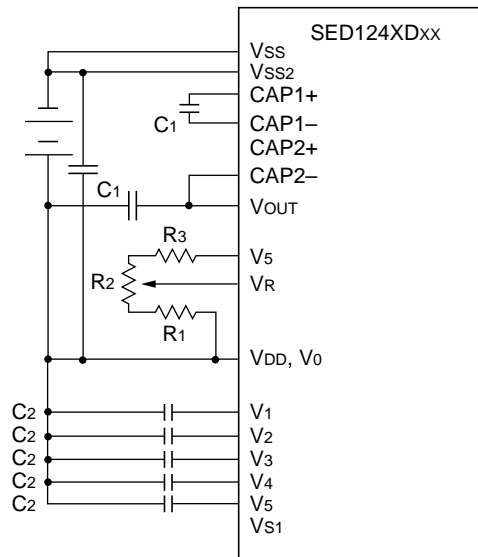 SED124XDXX
VSS
VSS2
CAP1+
C1
CAP1–
CAP2+
CAP2–
C1
VOUT
R3
V5
R2
VR
R1
VDD, V0
C2
V1
C2
V2
C2
V3
C2
V4
C2
V5
VS1